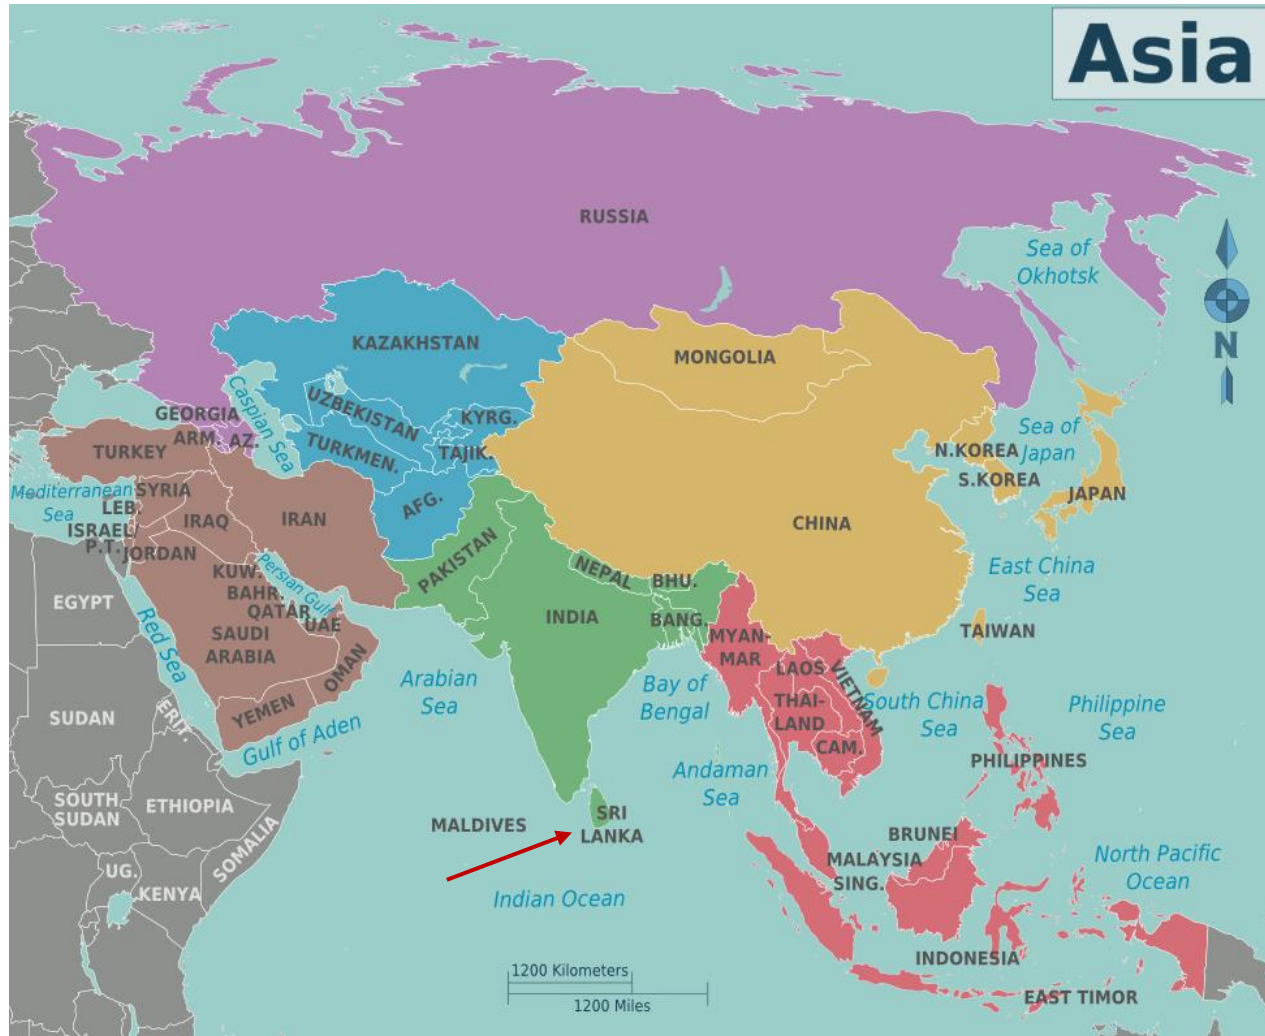 Asia
RUSSIA
Sea of
Okhotsk
KAZAKHSTAN
MONGOLIA
N
Caspian Sea
UZBEKISTAN
KYRG.
GEORGIA
ARM.
AZ.
TURKMEN.
TAJIK.
TURKEY
N.KOREA
Sea of
Japan
S.KOREA
JAPAN
Mediterranean
Sea
SYRIA
LEB.
ISRAEL/
P.T.
JORDAN
IRAQ
IRAN
AFG.
CHINA
PAKISTAN
KUW.
BAHR.
QATAR
Persian Gulf
UAE
NEPAL
BHU.
East China
Sea
EGYPT
Red Sea
SAUDI
ARABIA
OMAN
INDIA
BANG.
MYAN-
MAR
TAIWAN
LAOS
VIETNAM
Arabian
Sea
Bay of
Bengal
THAI-
LAND
South China
Sea
Philippine
Sea
YEMEN
SUDAN
ERIT.
Gulf of Aden
CAM.
PHILIPPINES
Andaman
Sea
SOUTH
SUDAN
ETHIOPIA
SOMALIA
MALDIVES
SRI
LANKA
BRUNEI
MALAYSIA
SING.
UG.
KENYA
Indian Ocean
North Pacific
Ocean
INDONESIA
EAST TIMOR
1200 Kilometers
1200 Miles